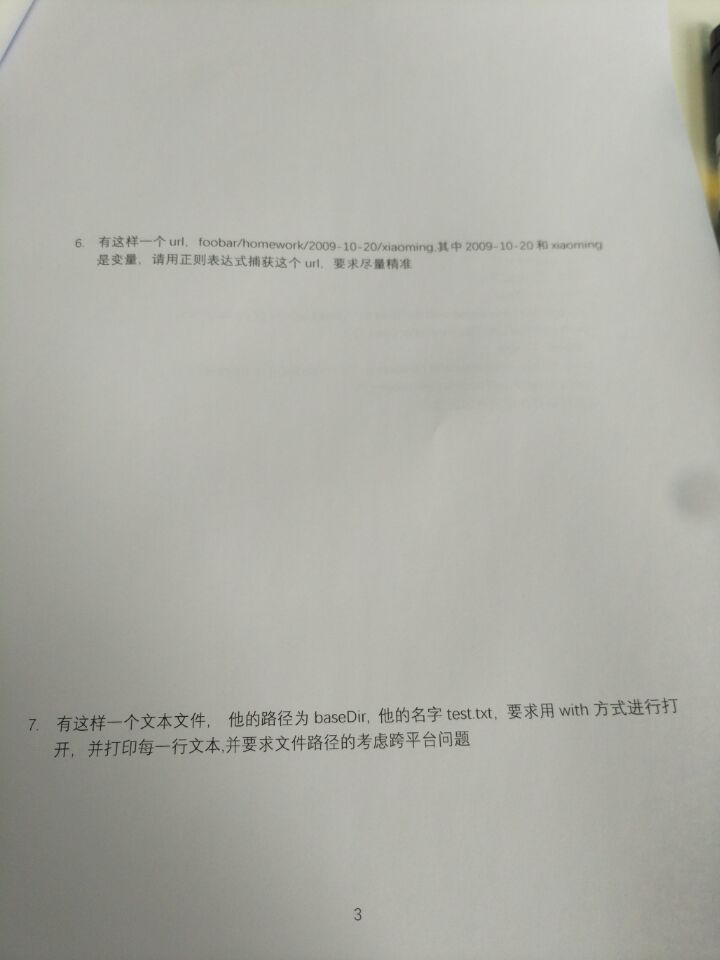 6. 有这样一个 url, foobar/homework/2009-10-20/xiaoming,其中 2009-10-20 和 xiaoming
是变量, 请用正则表达式捕获这个 url, 要求尽量精准
7. 有这样一个文本文件, 他的路径为 baseDir, 他的名字 test.txt, 要求用 with 方式进行打
开, 并打印每一行文本,并要求文件路径的考虑跨平台问题
3